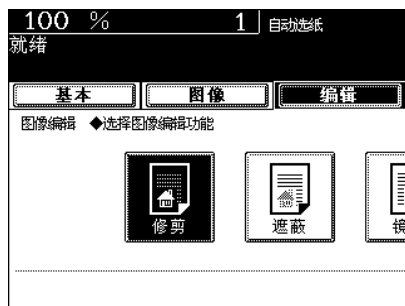 100 % 1 自动选纸
就绪
基本 图像 编辑
图像编辑 ◆选择图像编辑功能
修剪 遮蔽 镜